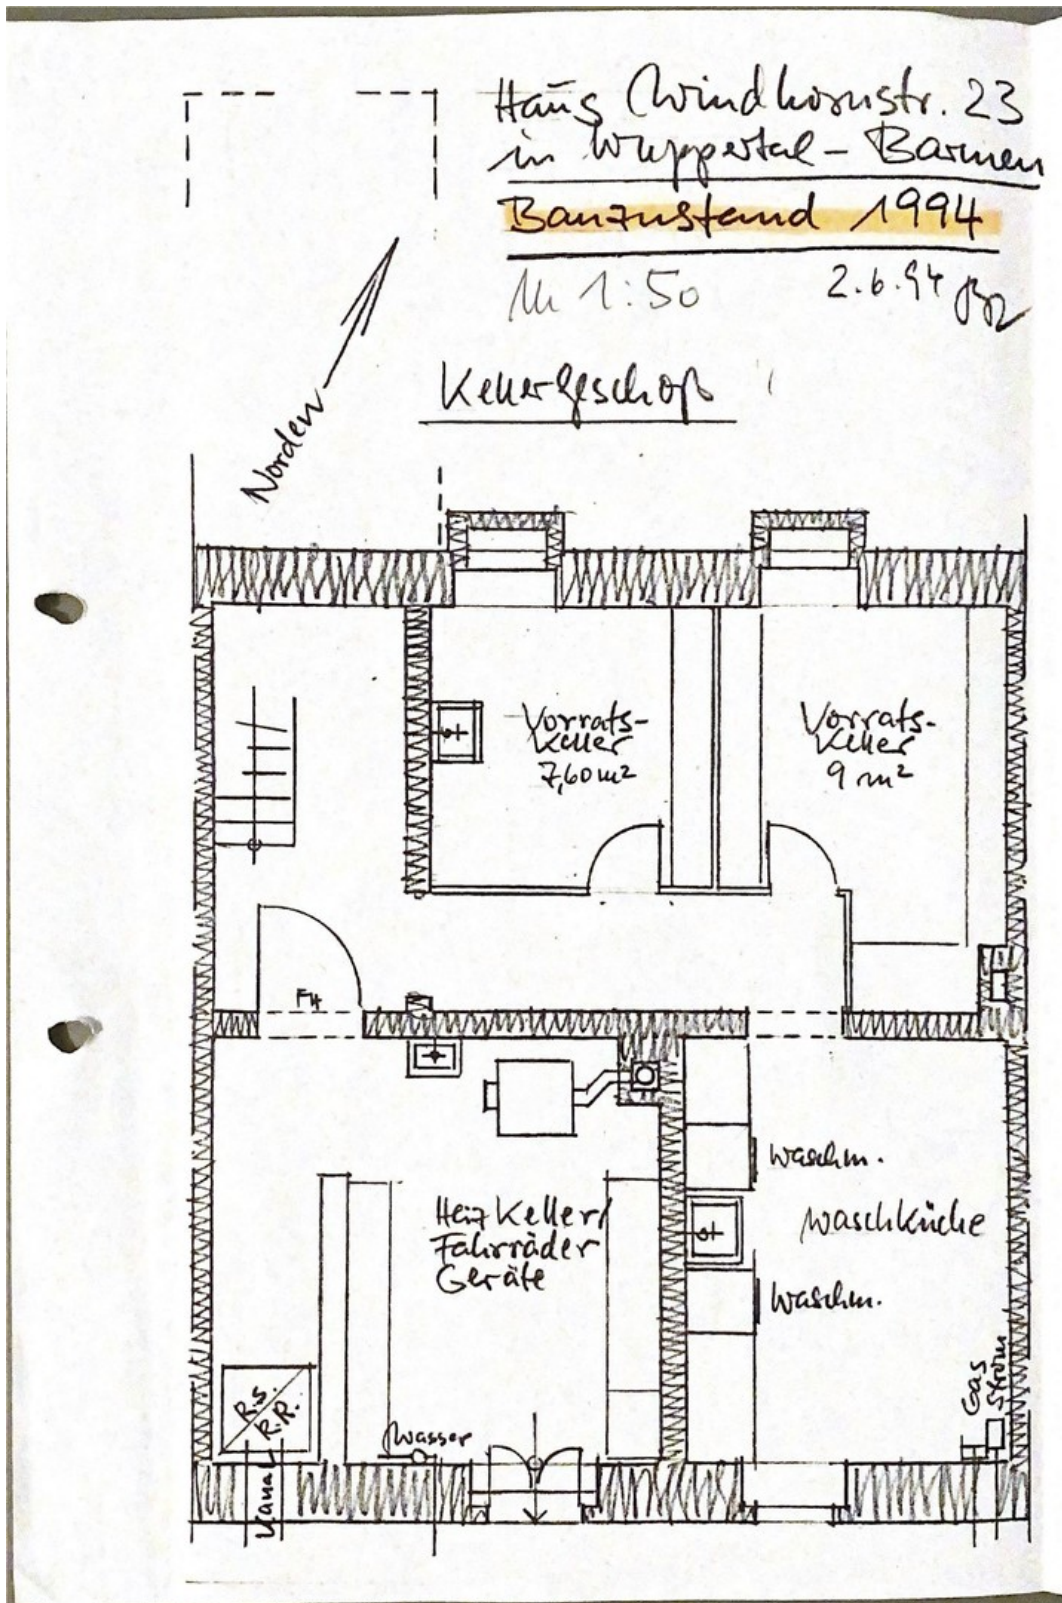 Haus Windhornstr. 23
in Wuppertal - Barmen
Bauzustand 1994
M 1:50 2.6.94
Kellergeschoß
Norden
Vorrats-
Keller
7,60 m²
Vorrats-
Keller
9 m²
FH
Waschm.
Waschküche
Waschm.
Heizkeller/
Fahrräder
Geräte
Gas
Strom
R.S.
R.R.
Wasser
Kanal